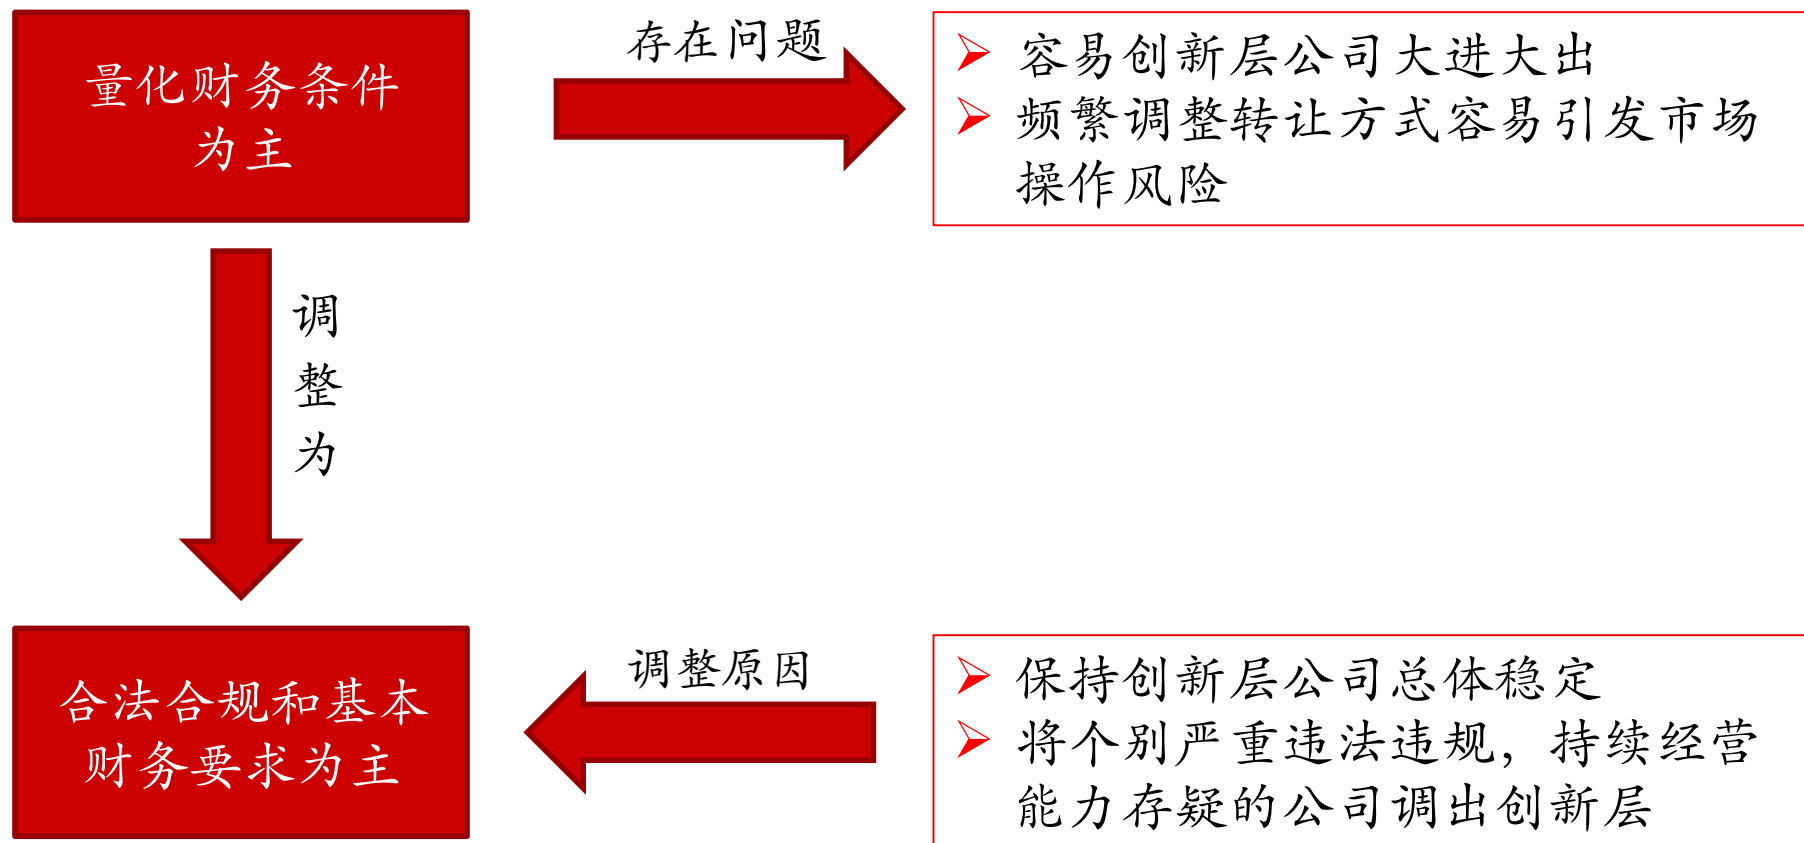 量化财务条件
为主
存在问题
容易创新层公司大进大出
频繁调整转让方式容易引发市场
操作风险
调
整
为
合法合规和基本
财务要求为主
调整原因
保持创新层公司总体稳定
将个别严重违法违规，持续经营
能力存疑的公司调出创新层